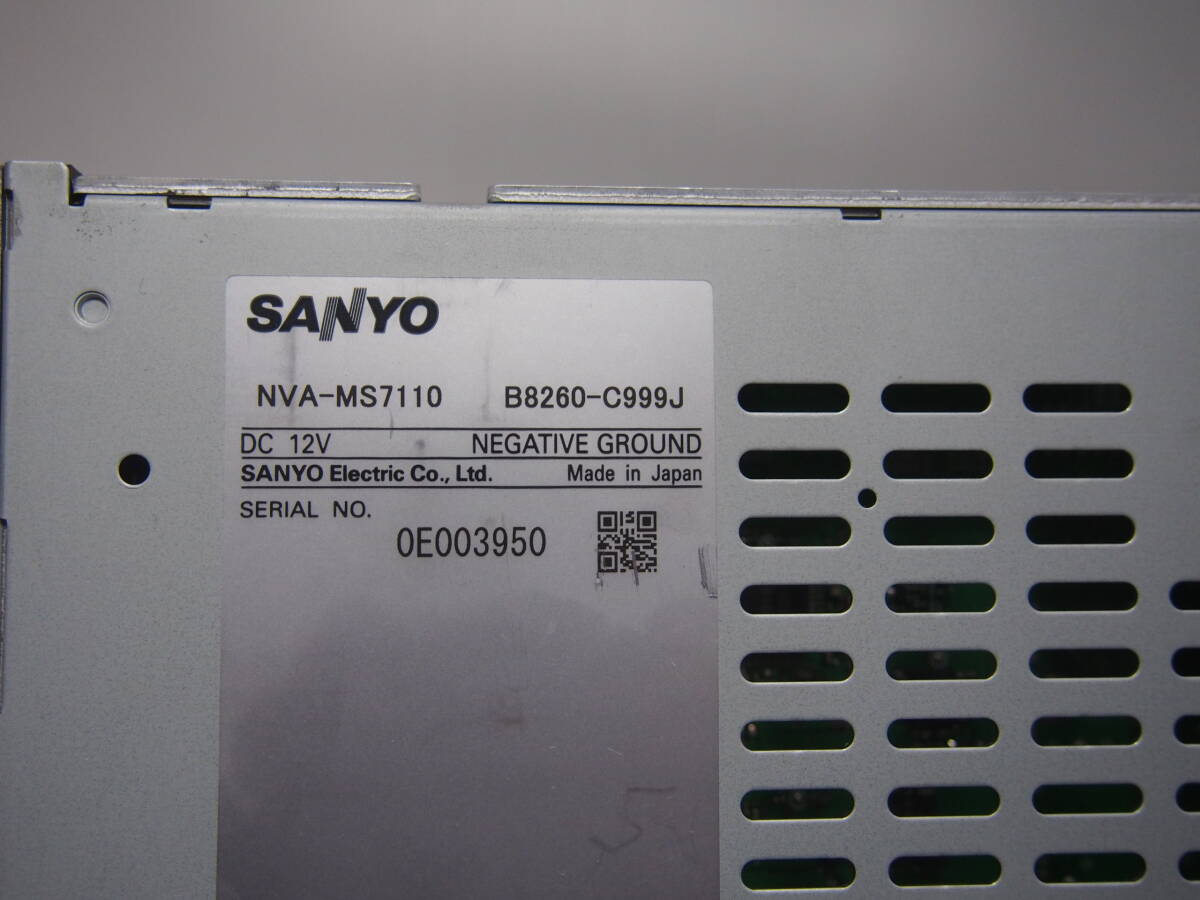 SANYO
NVA-MS7110 B8260-C999J
DC 12V NEGATIVE GROUND
SANYO Electric Co., Ltd. Made in Japan
SERIAL NO.
0E003950